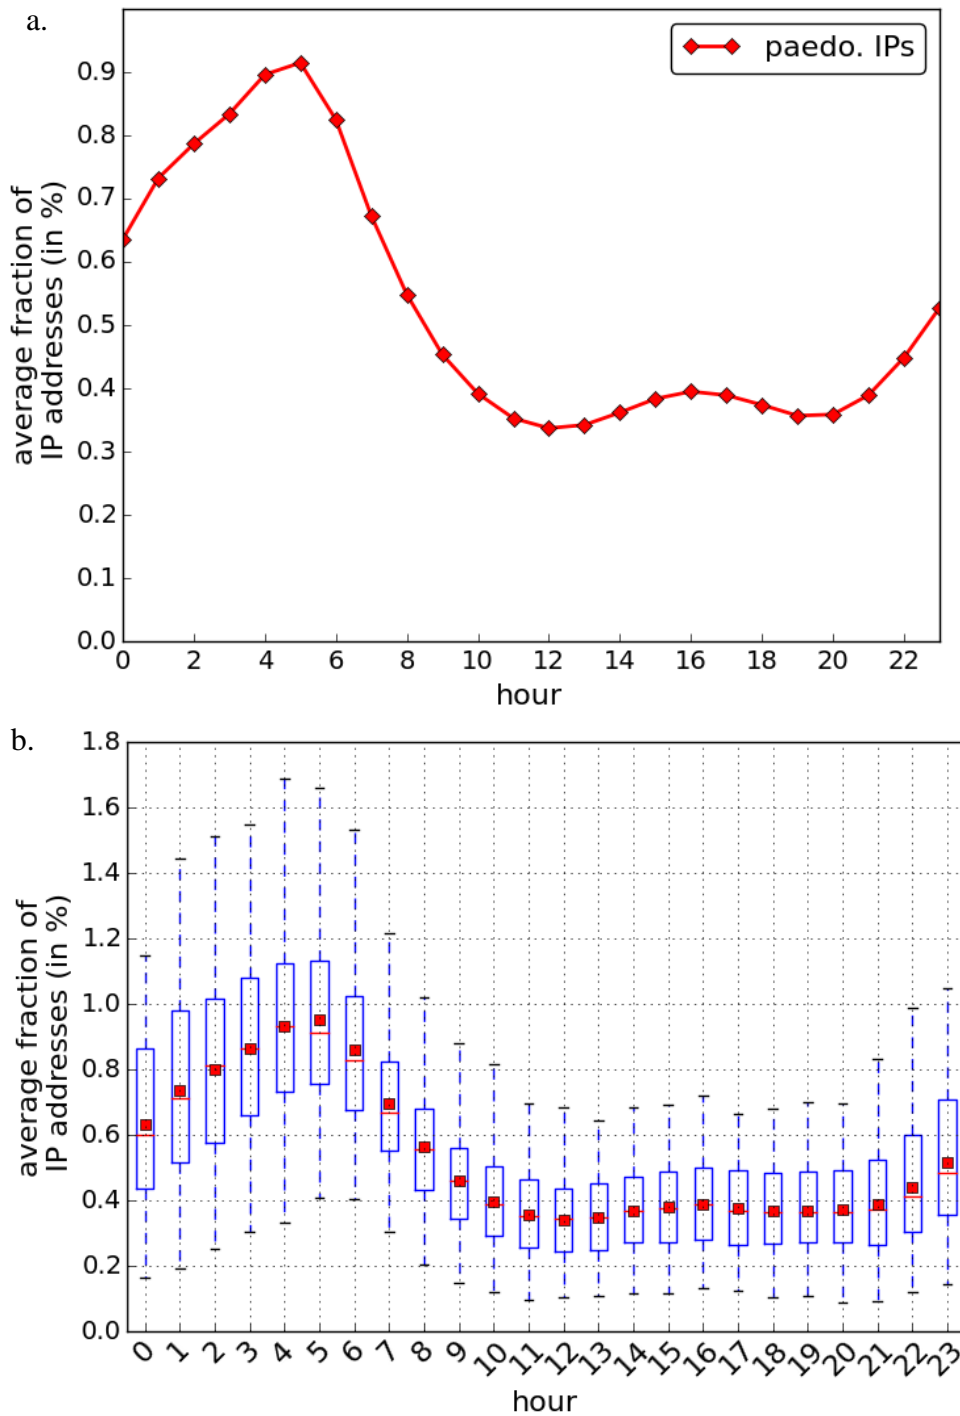 a.
paedo. IPs
0.9
0.8
0.7
0.6
0.5
0.4
0.3
0.2
0.1
0.0
average fraction of
IP addresses (in %)
0 2 4 6 8 10 12 14 16 18 20 22
hour
b.
1.8
1.6
1.4
1.2
1.0
0.8
0.6
0.4
0.2
0.0
average fraction of
IP addresses (in %)
0 1 2 3 4 5 6 7 8 9 10 11 12 13 14 15 16 17 18 19 20 21 22 23
hour